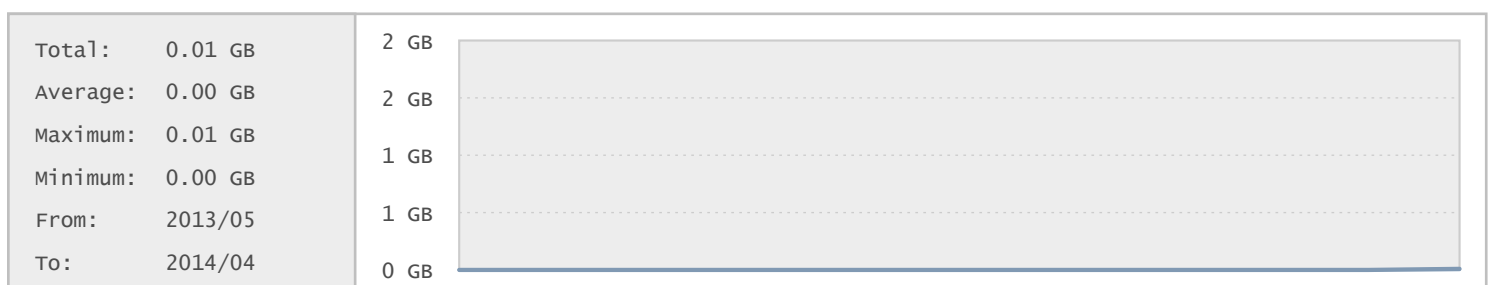 Total: 0.01 GB
Average: 0.00 GB
Maximum: 0.01 GB
Minimum: 0.00 GB
From: 2013/05
To: 2014/04
2 GB
2 GB
1 GB
1 GB
0 GB